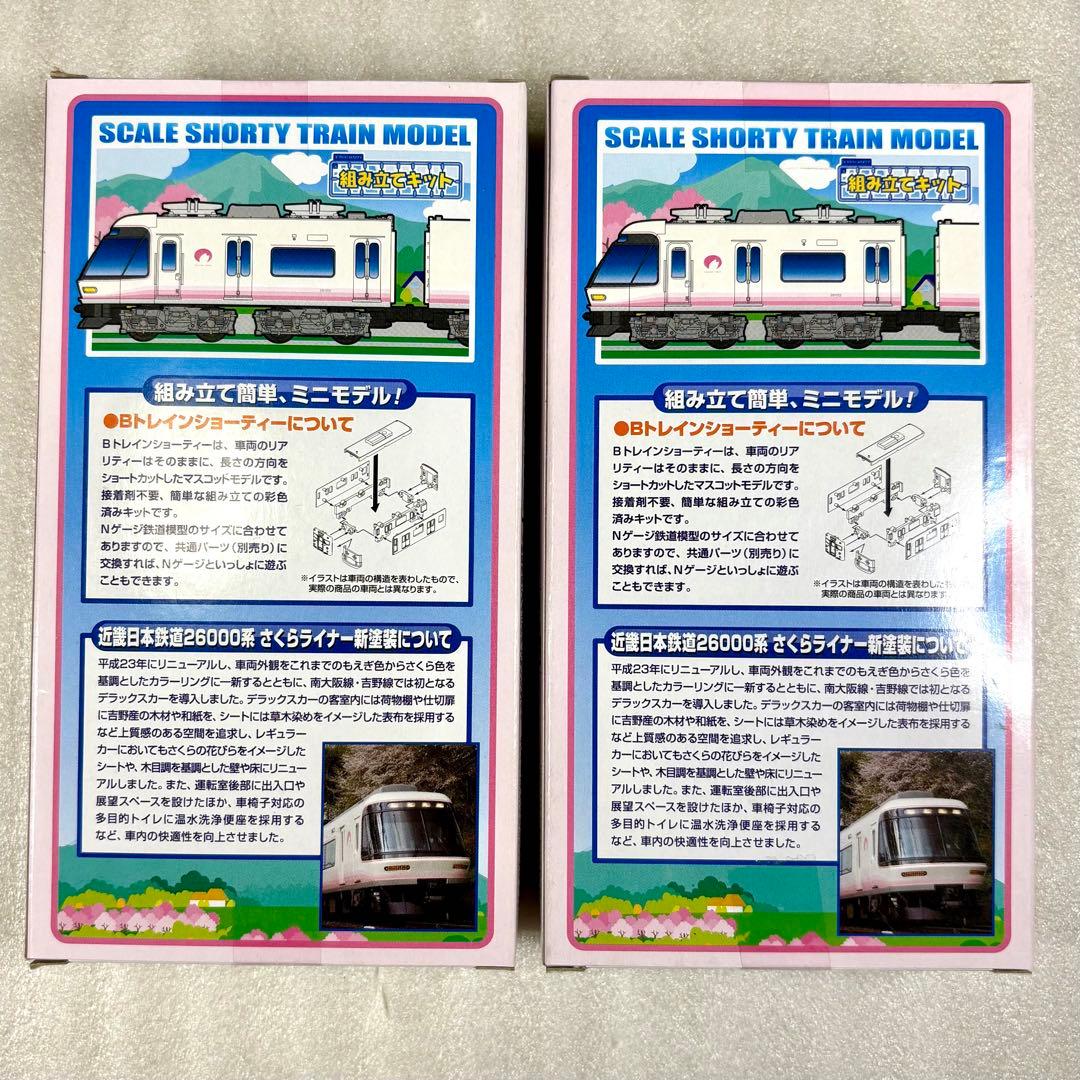 SCALE SHORTY TRAIN MODEL
組み立てキット
組み立て簡単、ミニモデル!
●Bトレインショーティーについて
Bトレインショーティーは、車両のリア
リティーはそのままに、長さの方向を
ショートカットしたマスコットモデルです。
接着剤不要、簡単な組み立ての彩色
済みキットです。
Nゲージ鉄道模型のサイズに合わせて
ありますので、共通パーツ(別売り)に
交換すれば、Nゲージといっしょに遊ぶ
こともできます。
※イラストは車両の構造を表わしたもので、
実際の商品の車両とは異なります。
近畿日本鉄道26000系 さくらライナー新塗装について
平成23年にリニューアルし、車両外観をこれまでのもえぎ色からさくら色を
基調としたカラーリングに一新するとともに、南大阪線・吉野線では初となる
デラックスカーを導入しました。デラックスカーの客室内には荷物棚や仕切扉
に吉野産の木材や和紙を、シートには草木染めをイメージした表布を採用する
など上質感のある空間を追求し、レギュラー
カーにおいてもさくらの花びらをイメージした
シートや、木目調を基調とした壁や床にリニュー
アルしました。また、運転室後部に出入口や
展望スペースを設けたほか、車椅子対応の
多目的トイレに温水洗浄便座を採用する
など、車内の快適性を向上させました。
SCALE SHORTY TRAIN MODEL
組み立てキット
組み立て簡単、ミニモデル!
●Bトレインショーティーについて
Bトレインショーティーは、車両のリア
リティーはそのままに、長さの方向を
ショートカットしたマスコットモデルです。
接着剤不要、簡単な組み立ての彩色
済みキットです。
Nゲージ鉄道模型のサイズに合わせて
ありますので、共通パーツ(別売り)に
交換すれば、Nゲージといっしょに遊ぶ
こともできます。
※イラストは車両の構造を表わしたもので、
実際の商品の車両とは異なります。
近畿日本鉄道26000系 さくらライナー新塗装について
平成23年にリニューアルし、車両外観をこれまでのもえぎ色からさくら色を
基調としたカラーリングに一新するとともに、南大阪線・吉野線では初となる
デラックスカーを導入しました。デラックスカーの客室内には荷物棚や仕切扉
に吉野産の木材や和紙を、シートには草木染めをイメージした表布を採用する
など上質感のある空間を追求し、レギュラー
カーにおいてもさくらの花びらをイメージした
シートや、木目調を基調とした壁や床にリニュー
アルしました。また、運転室後部に出入口や
展望スペースを設けたほか、車椅子対応の
多目的トイレに温水洗浄便座を採用する
など、車内の快適性を向上させました。